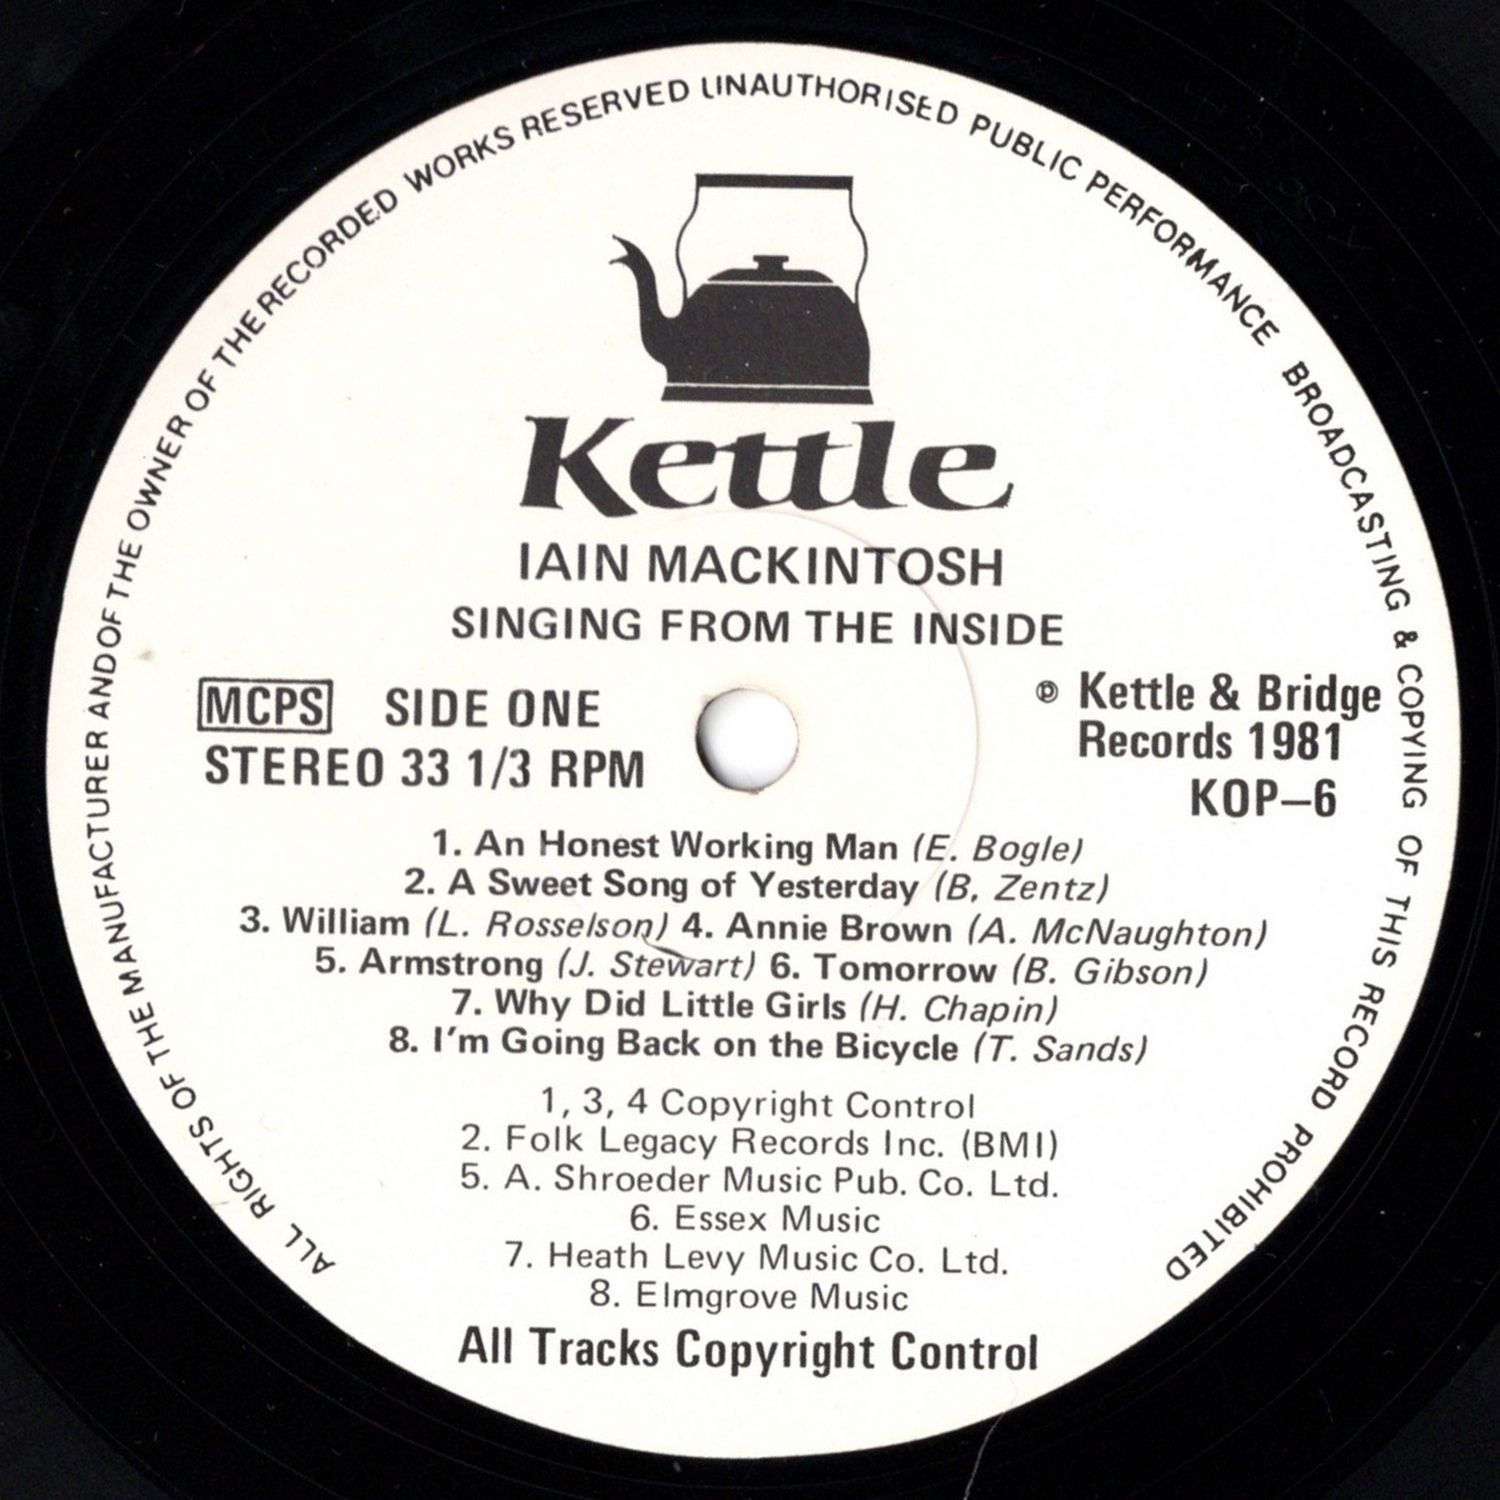 ALL RIGHTS OF THE MANUFACTURER ANDOF THE OWNER OF THE RECORDED WORKS RESERVED UNAUTHORISED PUBLIC PERFORMANCE BROADCASTING & COPYING OF THIS RECORD PROHIBITED
Kettle
IAIN MACKINTOSH
SINGING FROM THE INSIDE
MCPS SIDE ONE
STEREO 33 1/3 RPM
℗ Kettle & Bridge
Records 1981
KOP–6
1. An Honest Working Man (E. Bogle)
2. A Sweet Song of Yesterday (B. Zentz)
3. William (L. Rosselson) 4. Annie Brown (A. McNaughton)
5. Armstrong (J. Stewart) 6. Tomorrow (B. Gibson)
7. Why Did Little Girls (H. Chapin)
8. I'm Going Back on the Bicycle (T. Sands)
1, 3, 4 Copyright Control
2. Folk Legacy Records Inc. (BMI)
5. A. Shroeder Music Pub. Co. Ltd.
6. Essex Music
7. Heath Levy Music Co. Ltd.
8. Elmgrove Music
All Tracks Copyright Control